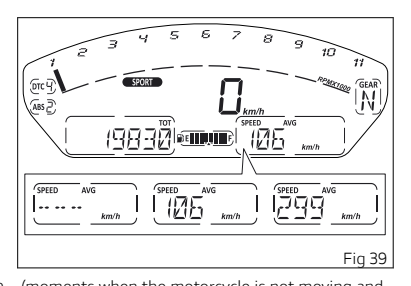 1 2 3 4 5 6 7 8 9 10 11
RPMX1000
DTC 4
ABS 2
SPORT
GEAR
N
0 km/h
TOT
19830
E F
SPEED AVG
106 km/h
SPEED AVG
--- -- km/h
SPEED AVG
106 km/h
SPEED AVG
299 km/h
Fig 39
(moments when the motorcycle is not moving and